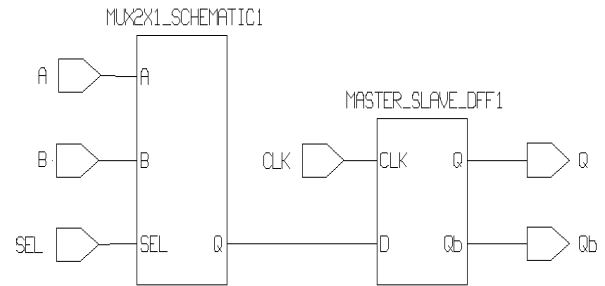 MUX2X1_SCHEMATIC1
A
A
MASTER_SLAVE_DFF1
B
B
CLK
CLK
Q
Q
SEL
SEL
Q
D
Qb
Qb